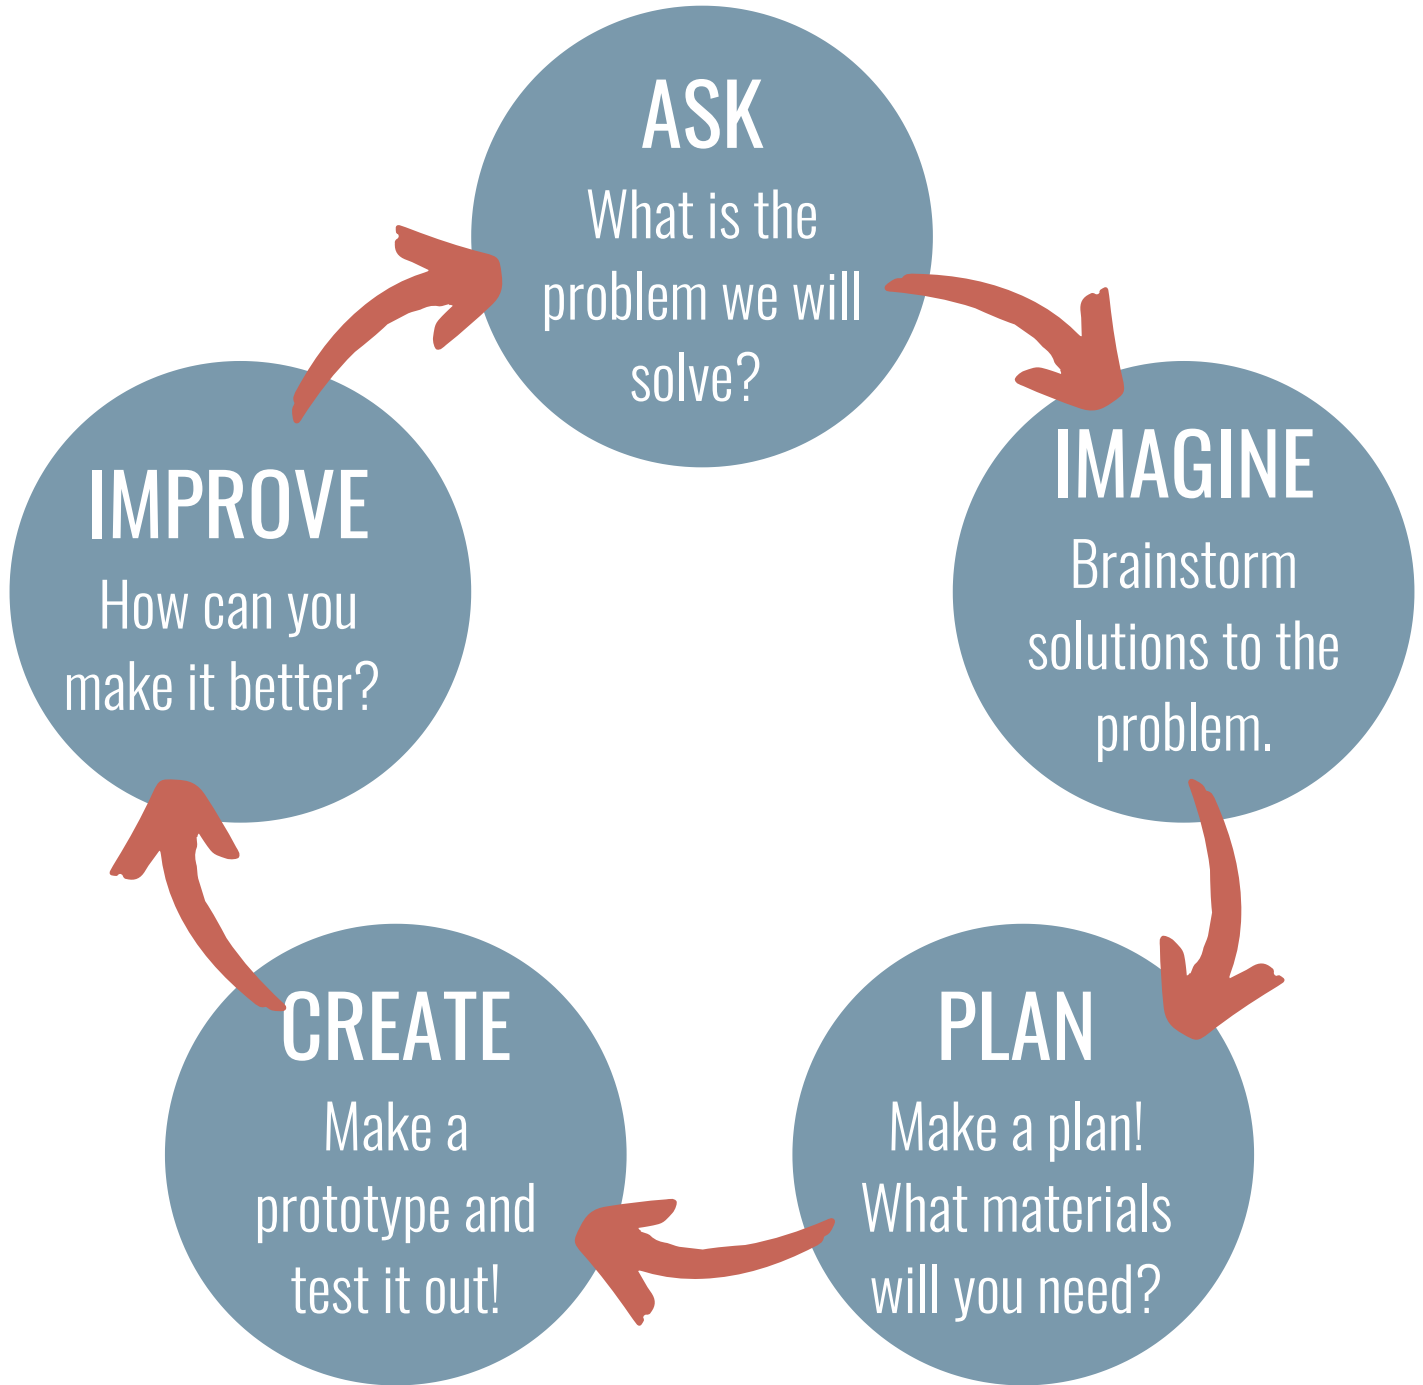 ASK
What is the
problem we will
solve?
IMAGINE
Brainstorm
solutions to the
problem.
PLAN
Make a plan!
What materials
will you need?
CREATE
Make a
prototype and
test it out!
IMPROVE
How can you
make it better?